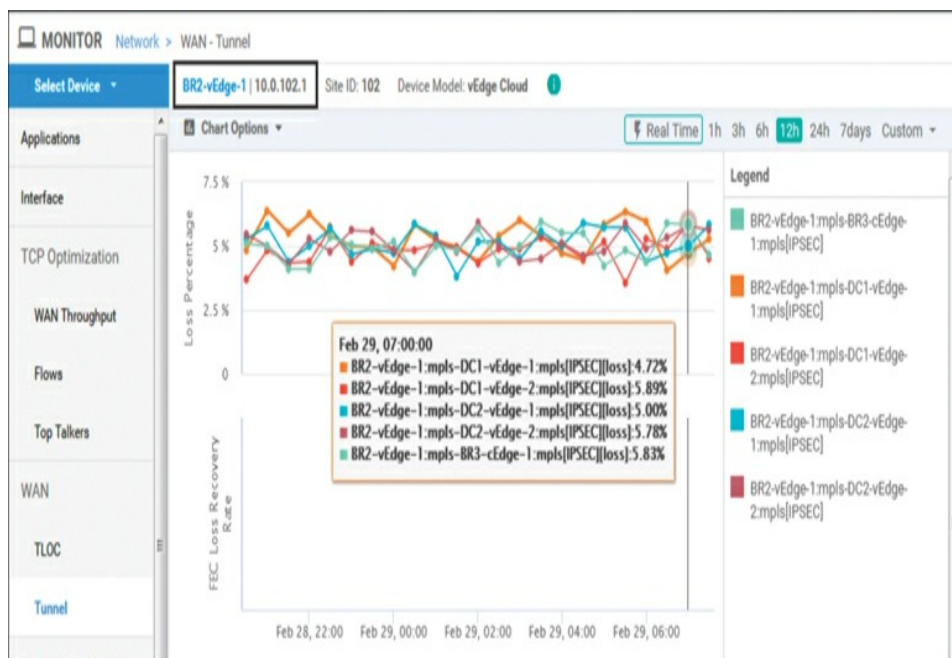 MONITOR Network > WAN - Tunnel
Select Device
BR2-vEdge-1 | 10.0.102.1 Site ID: 102 Device Model: vEdge Cloud i
Applications
Interface
TCP Optimization
WAN Throughput
Flows
Top Talkers
WAN
TLOC
Tunnel
Chart Options
Real Time 1h 3h 6h 12h 24h 7days Custom
7.5 %
5 %
2.5 %
0
Loss Percentage
Feb 29, 07:00:00
BR2-vEdge-1:mpls-DC1-vEdge-1:mpls[IPSEC][loss]:4.72%
BR2-vEdge-1:mpls-DC1-vEdge-2:mpls[IPSEC][loss]:5.89%
BR2-vEdge-1:mpls-DC2-vEdge-1:mpls[IPSEC][loss]:5.00%
BR2-vEdge-1:mpls-DC2-vEdge-2:mpls[IPSEC][loss]:5.78%
BR2-vEdge-1:mpls-BR3-cEdge-1:mpls[IPSEC][loss]:5.83%
FEC Loss Recovery
Rate
Feb 28, 22:00 Feb 29, 00:00 Feb 29, 02:00 Feb 29, 04:00 Feb 29, 06:00
Legend
BR2-vEdge-1:mpls-BR3-cEdge-
1:mpls[IPSEC]
BR2-vEdge-1:mpls-DC1-vEdge-
1:mpls[IPSEC]
BR2-vEdge-1:mpls-DC1-vEdge-
2:mpls[IPSEC]
BR2-vEdge-1:mpls-DC2-vEdge-
1:mpls[IPSEC]
BR2-vEdge-1:mpls-DC2-vEdge-
2:mpls[IPSEC]